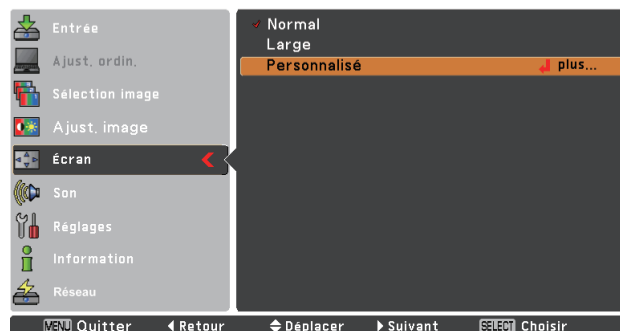 Entrée
Ajust. ordin.
Sélection image
Ajust. image
Écran
Son
Réglages
Information
Réseau
Normal
Large
Personnalisé plus...
MENU Quitter Retour Déplacer Suivant SELECT Choisir